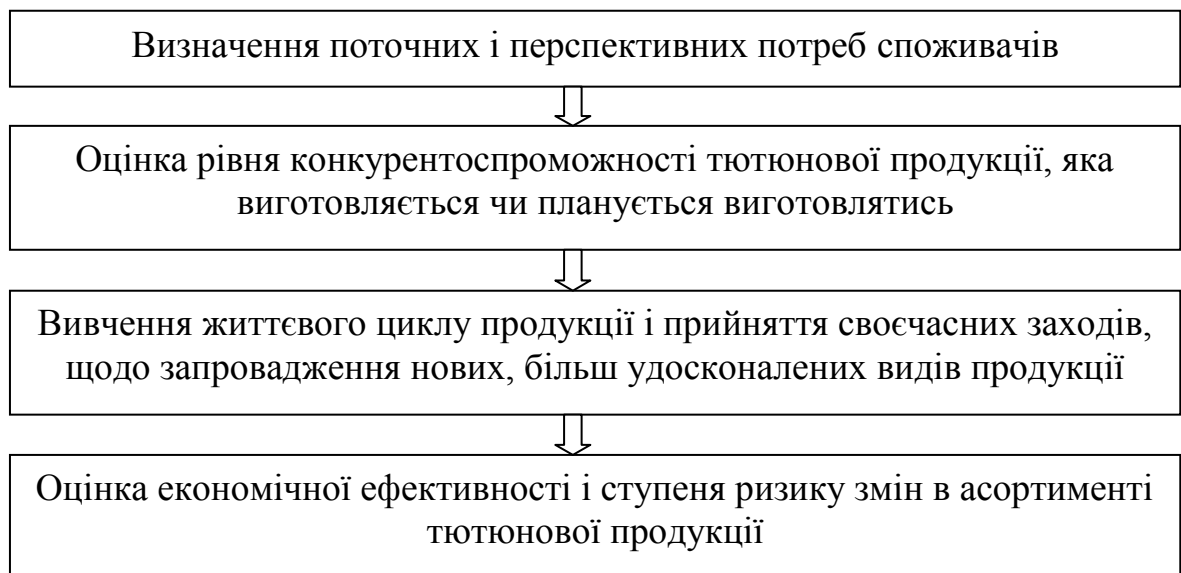 Визначення поточних і перспективних потреб споживачів
Оцінка рівня конкурентоспроможності тютюнової продукції, яка
виготовляється чи планується виготовлятись
Вивчення життєвого циклу продукції і прийняття своєчасних заходів,
щодо запровадження нових, більш удосконалених видів продукції
Оцінка економічної ефективності і ступеня ризику змін в асортименті
тютюнової продукції